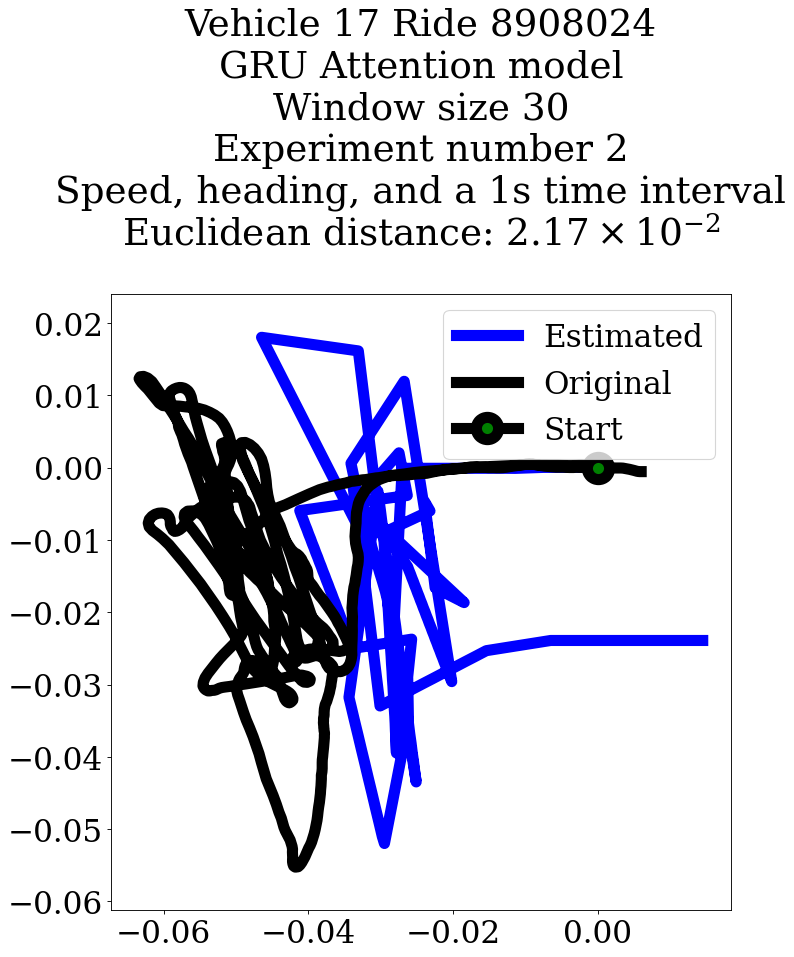 Vehicle 17 Ride 8908024
GRU Attention model
Window size 30
Experiment number 2
Speed, heading, and a 1s time interval
Euclidean distance: 2.17 × 10⁻²
Estimated
Original
Start
0.02
0.01
0.00
−0.01
−0.02
−0.03
−0.04
−0.05
−0.06
−0.06 −0.04 −0.02 0.00